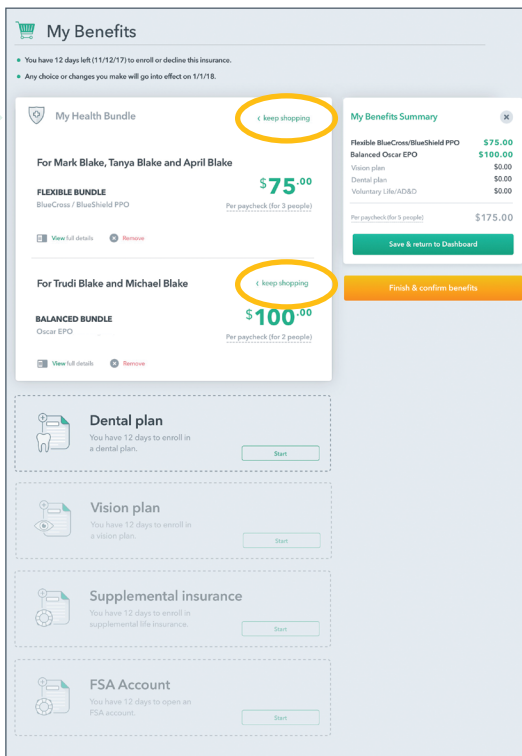 My Benefits
You have 12 days left (11/12/17) to enroll or decline this insurance.
Any choice or changes you make will go into effect on 1/1/18.
My Health Bundle
‹ keep shopping
For Mark Blake, Tanya Blake and April Blake
$75.00
FLEXIBLE BUNDLE
BlueCross / BlueShield PPO
Per paycheck (for 3 people)
View full details
Remove
For Trudi Blake and Michael Blake
‹ keep shopping
$100.00
BALANCED BUNDLE
Oscar EPO
Per paycheck (for 2 people)
View full details
Remove
My Benefits Summary
Flexible BlueCross/BlueShield PPO $75.00
Balanced Oscar EPO $100.00
Vision plan $0.00
Dental plan $0.00
Voluntary Life/AD&D $0.00
Per paycheck (for 5 people) $175.00
Save & return to Dashboard
Finish & confirm benefits
Dental plan
You have 12 days to enroll in
a dental plan.
Start
Vision plan
You have 12 days to enroll in
a vision plan.
Start
Supplemental insurance
You have 12 days to enroll in
supplemental life insurence.
Start
FSA Account
You have 12 days to open an
FSA account.
Start